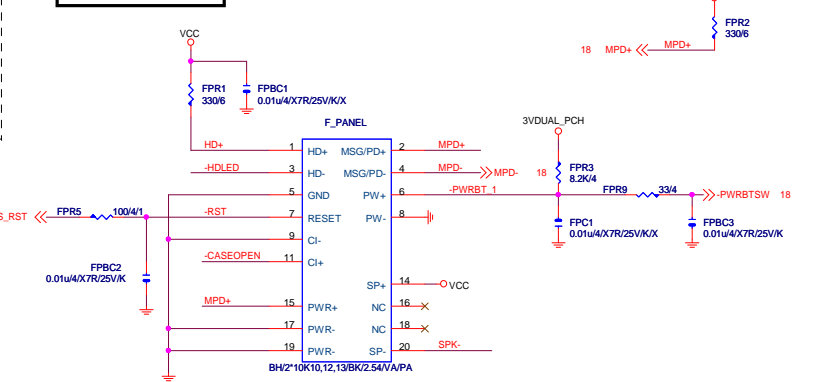 VCC
FPR1
330/6
FPBC1
0.01u/4/X7R/25V/K/X
FPR2
330/6
18 MPD+ MPD+
F_PANEL
3VDUAL_PCH
FPR3
8.2K/4
HD+ 1 HD+ MSG/PD+ 2 MPD+
-HDLED 3 HD- MSG/PD- 4 MPD- MPD- 18
5 GND PW+ 6 -PWRBT_1 FPR9 33/4 -PWRBTSW 18
S_RST FPR5 100/4/1 -RST 7 RESET PW- 8
FPC1
0.01u/4/X7R/25V/K/X
FPBC3
0.01u/4/X7R/25V/K
9 CI-
-CASEOPEN 11 CI+
FPBC2
0.01u/4/X7R/25V/K
SP+ 14 VCC
MPD+ 15 PWR+ NC 16
17 PWR- NC 18
19 PWR- SP- 20 SPK-
BH/2*10K10,12,13/BK/2.54/VA/PA